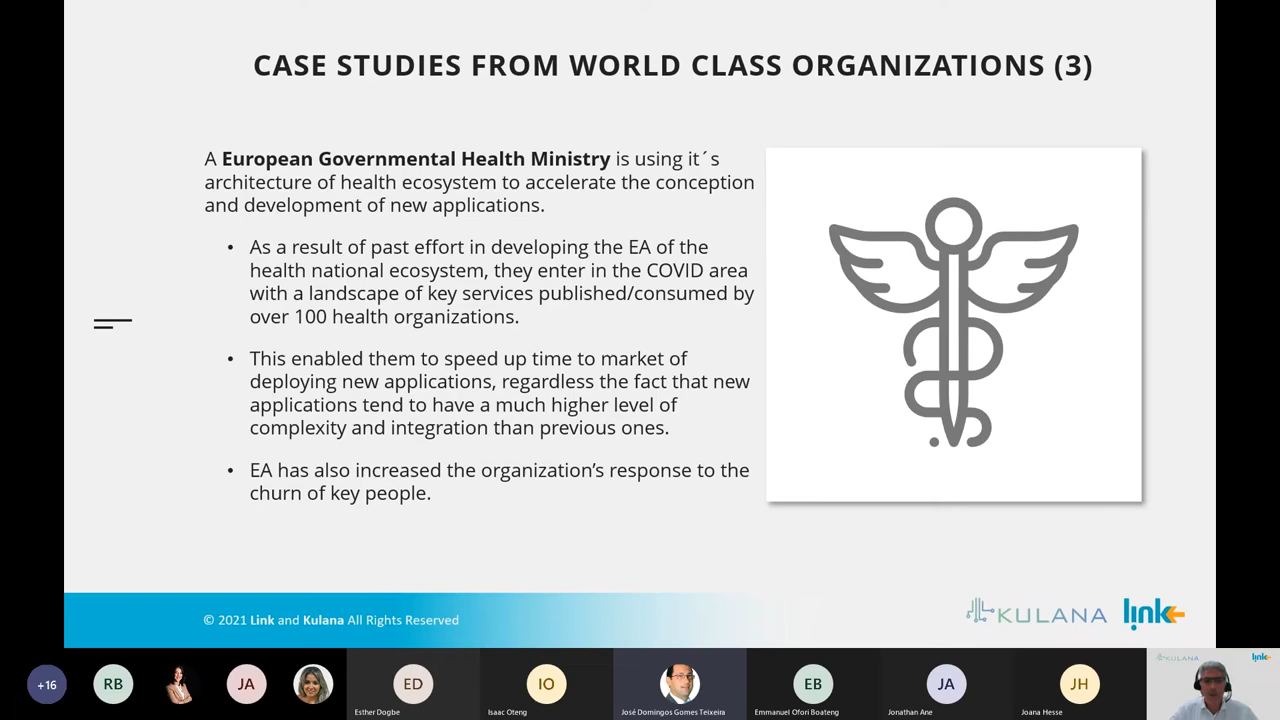 CASE STUDIES FROM WORLD CLASS ORGANIZATIONS (3)
A European Governmental Health Ministry is using it´s
architecture of health ecosystem to accelerate the conception
and development of new applications.
• As a result of past effort in developing the EA of the
health national ecosystem, they enter in the COVID area
with a landscape of key services published/consumed by
over 100 health organizations.
• This enabled them to speed up time to market of
deploying new applications, regardless the fact that new
applications tend to have a much higher level of
complexity and integration than previous ones.
• EA has also increased the organization’s response to the
churn of key people.
© 2021 Link and Kulana All Rights Reserved
KULANA
link
+16
RB
JA
ED
IO
EB
JA
JH
Esther Dogbe
Isaac Oteng
José Domingos Gomes Teixeira
Emmanuel Ofori Boateng
Jonathan Ane
Joana Hesse
KULANA
link